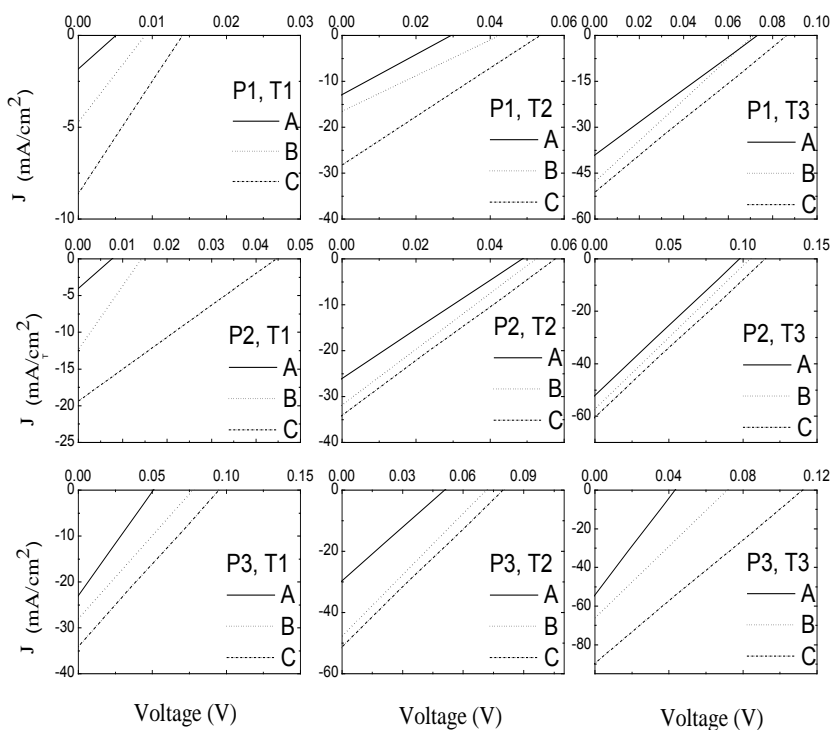 0.00 0.01 0.02 0.03
0.00 0.02 0.04 0.06
0.00 0.02 0.04 0.06 0.08 0.10
0
-5
-10
0
-10
-20
-30
-40
0
-15
-30
-45
-60
J (mA/cm²)
P1, T1
A
B
C
P1, T2
A
B
C
P1, T3
A
B
C
0.00 0.01 0.02 0.03 0.04 0.05
0.00 0.02 0.04 0.06
0.00 0.05 0.10 0.15
0
-5
-10
-15
-20
-25
0
-10
-20
-30
-40
0
-20
-40
-60
J (mA/cm²)
P2, T1
A
B
C
P2, T2
A
B
C
P2, T3
A
B
C
0.00 0.05 0.10 0.15
0.00 0.03 0.06 0.09
0.00 0.04 0.08 0.12
0
-10
-20
-30
-40
0
-20
-40
-60
0
-20
-40
-60
-80
J (mA/cm²)
P3, T1
A
B
C
P3, T2
A
B
C
P3, T3
A
B
C
Voltage (V) Voltage (V) Voltage (V)